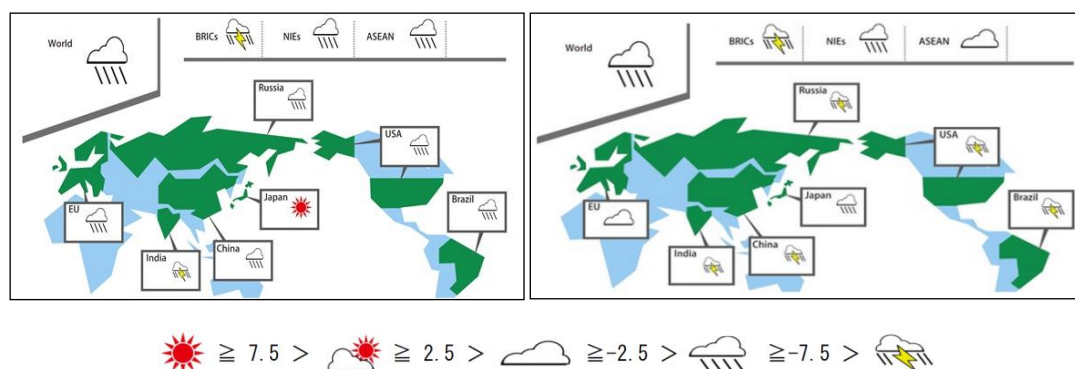 World
BRICs NIEs ASEAN
Russia
USA
Japan
EU
Brazil
India
China
World
BRICs NIEs ASEAN
Russia
USA
Japan
EU
Brazil
India
China
≧ 7.5 > ≧ 2.5 > ≧-2.5 > ≧-7.5 >